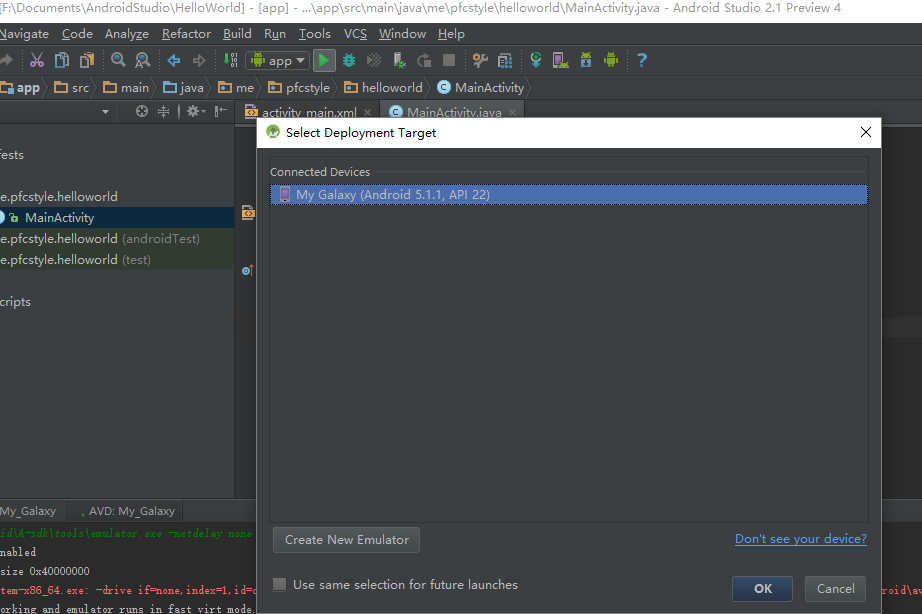 [F:\Documents\AndroidStudio\HelloWorld] - [app] - ...\app\src\main\java\me\pfcstyle\helloworld\MainActivity.java - Android Studio 2.1 Preview 4
Navigate Code Analyze Refactor Build Run Tools VCS Window Help
app
app src main java me pfcstyle helloworld MainActivity
activity_main.xml MainActivity.java
Select Deployment Target
Connected Devices
My Galaxy (Android 5.1.1, API 22)
fests
e.pfcstyle.helloworld
MainActivity
e.pfcstyle.helloworld (androidTest)
e.pfcstyle.helloworld (test)
cripts
My_Galaxy AVD: My_Galaxy
id\A-sdk\tools\emulator.exe -netdelay none
nabled
size 0x40000000
tem-x86_64.exe: -drive if=none,index=1,id=
roid\av
orking and emulator runs in fast virt mode.
Create New Emulator
Don't see your device?
Use same selection for future launches
OK Cancel